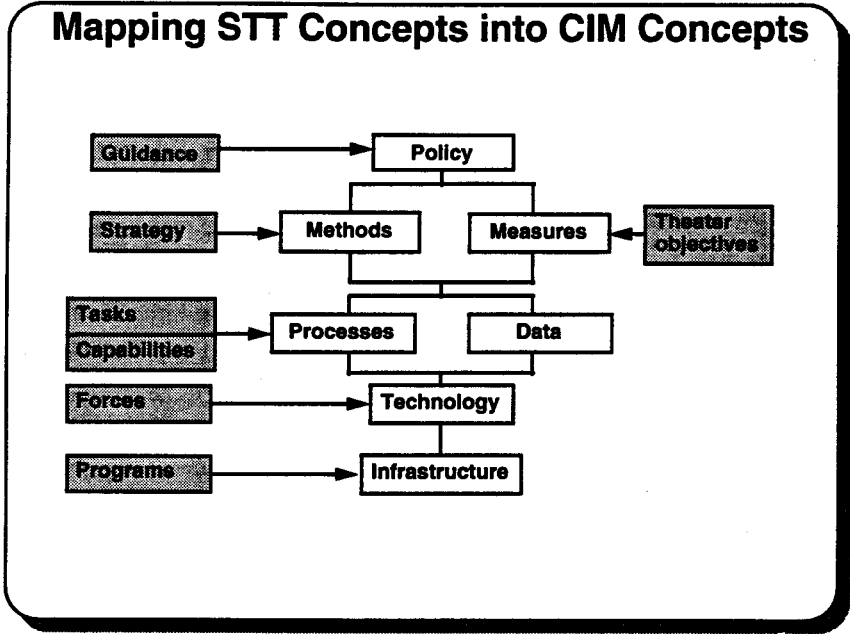 Mapping STT Concepts into CIM Concepts
Guidance
Policy
Strategy
Methods
Measures
Theater
objectives
Tasks
Capabilities
Processes
Data
Forces
Technology
Programs
Infrastructure